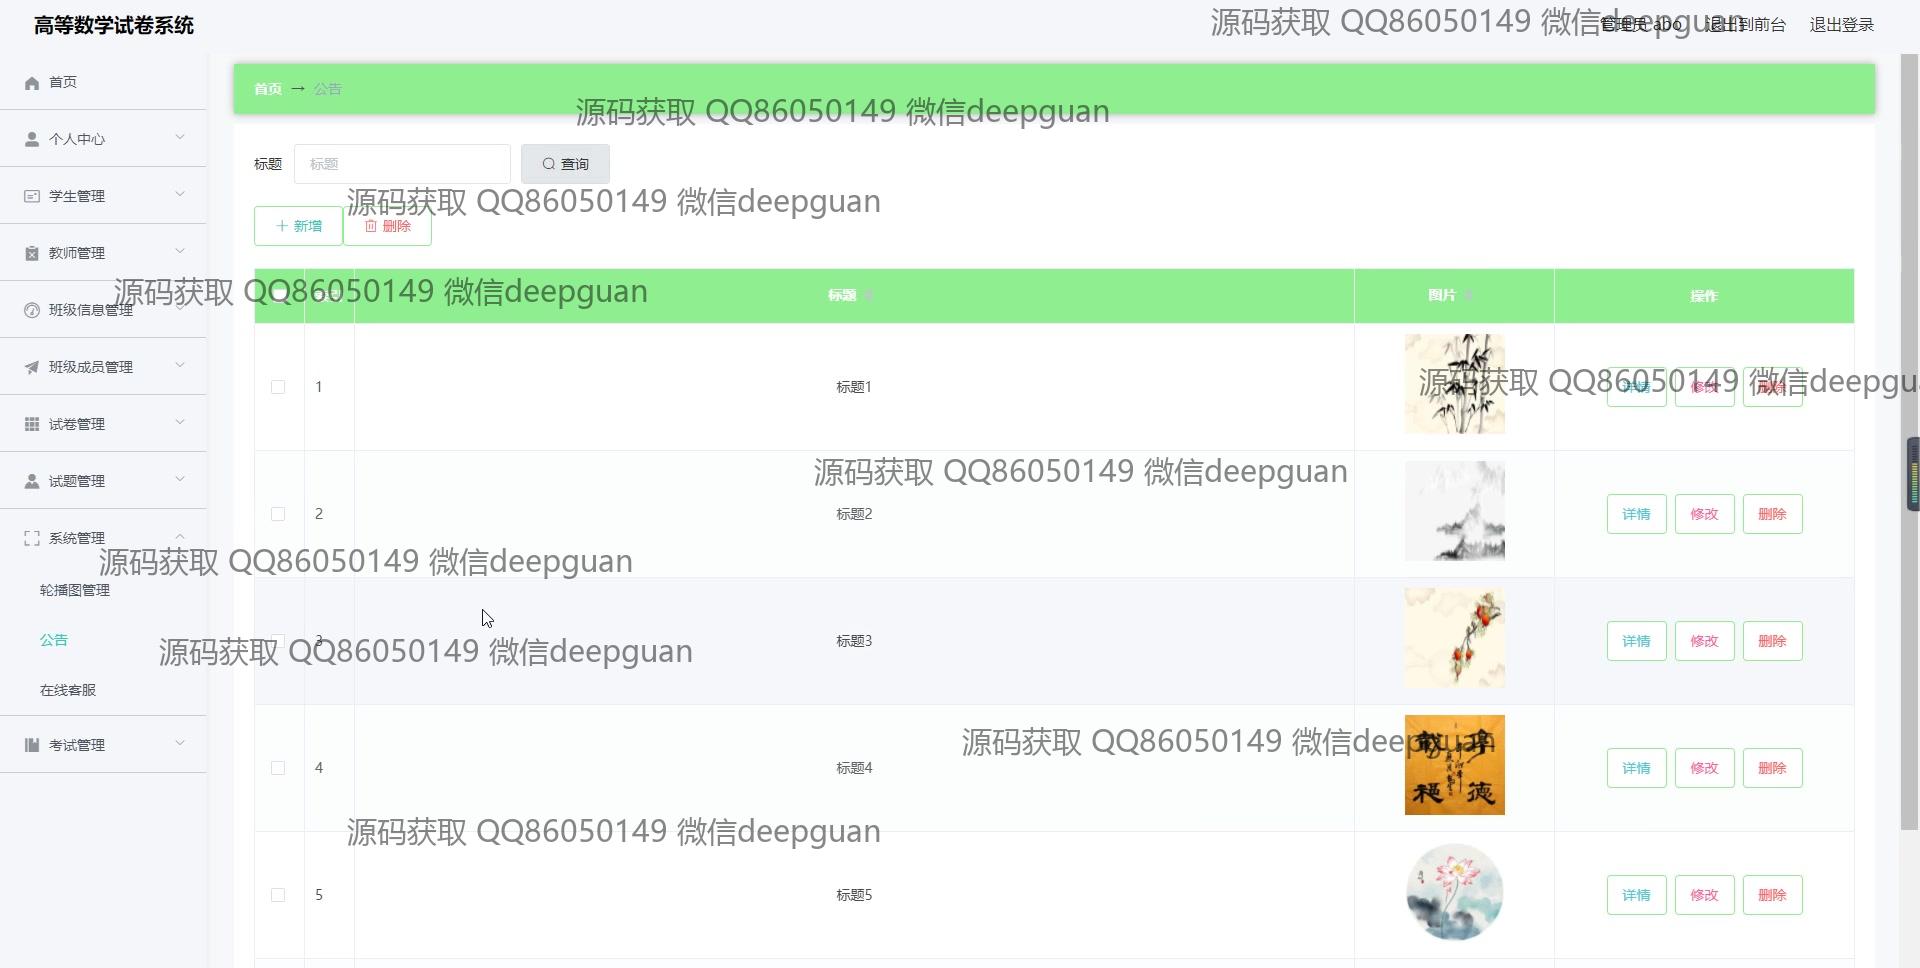 高等数学试卷系统
源码获取 QQ86050149 微信deepguan
管理员 abo 退出到前台 退出登录
首页
个人中心
学生管理
教师管理
班级信息管理
班级成员管理
试卷管理
试题管理
系统管理
轮播图管理
公告
在线客服
考试管理
首页 → 公告
源码获取 QQ86050149 微信deepguan
标题 标题 查询
源码获取 QQ86050149 微信deepguan
新增 删除
源码获取 QQ86050149 微信deepguan
标题 图片 操作
1 标题1 详情 修改 删除
源码获取 QQ86050149 微信deepgu
源码获取 QQ86050149 微信deepguan
2 标题2 详情 修改 删除
源码获取 QQ86050149 微信deepguan
3 标题3 详情 修改 删除
源码获取 QQ86050149 微信deepguan
源码获取 QQ86050149 微信deepguan
4 标题4 详情 修改 删除
源码获取 QQ86050149 微信deepguan
5 标题5 详情 修改 删除